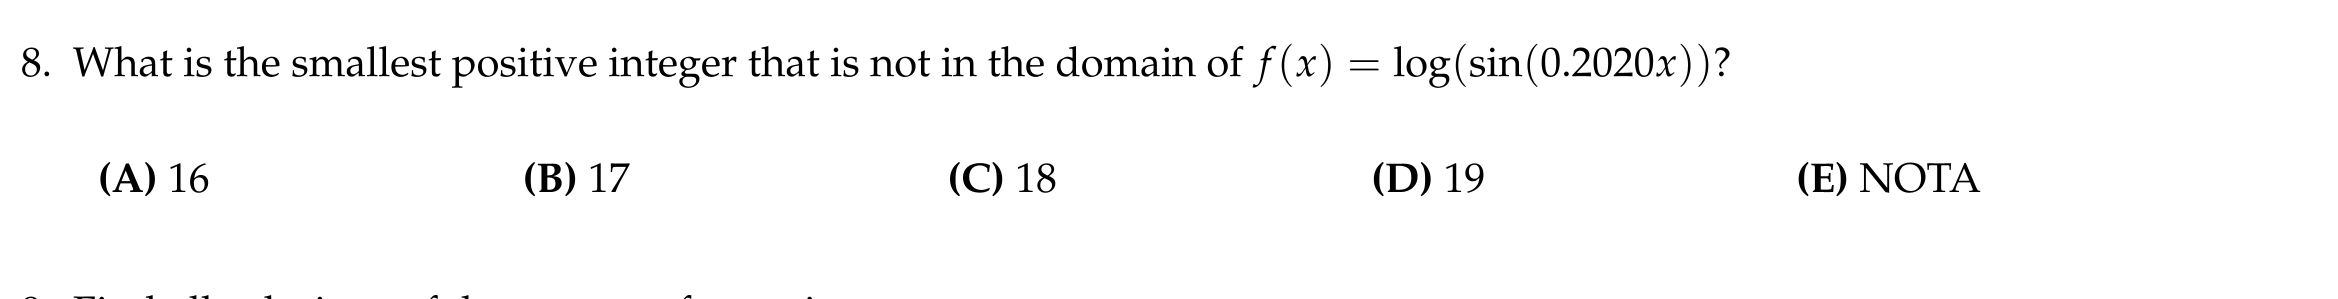 8. What is the smallest positive integer that is not in the domain of f(x) = log(sin(0.2020x))?
(A) 16 (B) 17 (C) 18 (D) 19 (E) NOTA